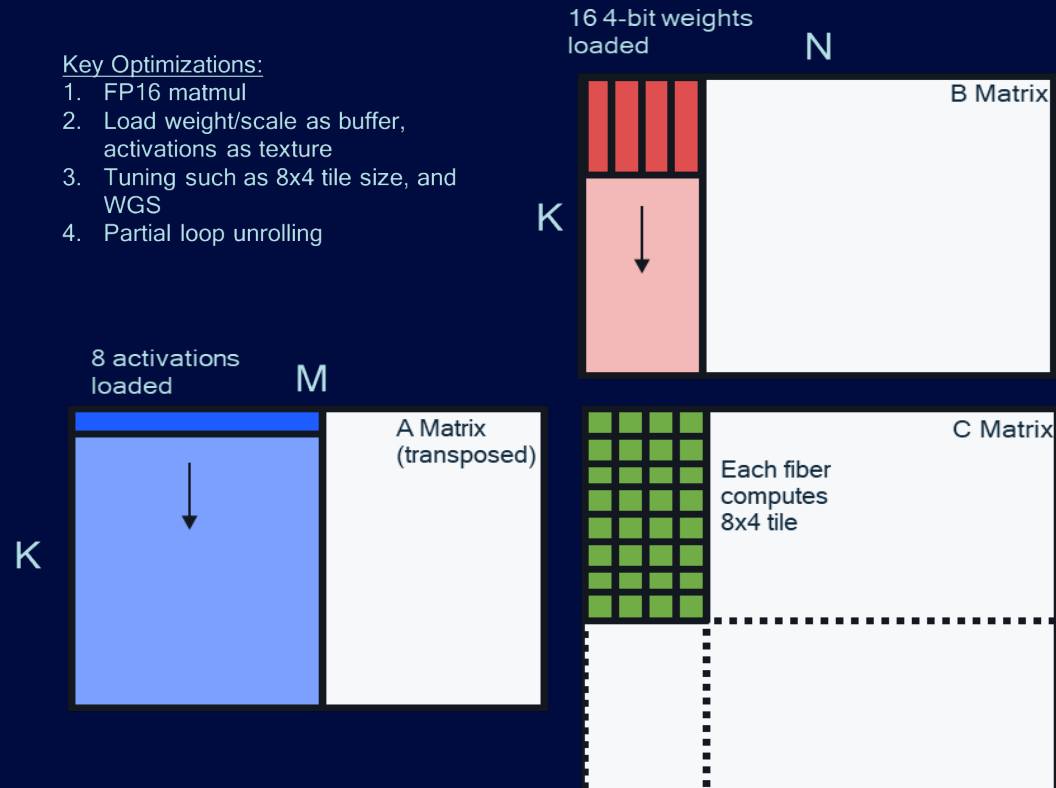 16 4-bit weights
loaded
N
Key Optimizations:
1. FP16 matmul
2. Load weight/scale as buffer,
activations as texture
3. Tuning such as 8x4 tile size, and
WGS
4. Partial loop unrolling
B Matrix
K
8 activations
loaded
M
A Matrix
(transposed)
K
C Matrix
Each fiber
computes
8x4 tile